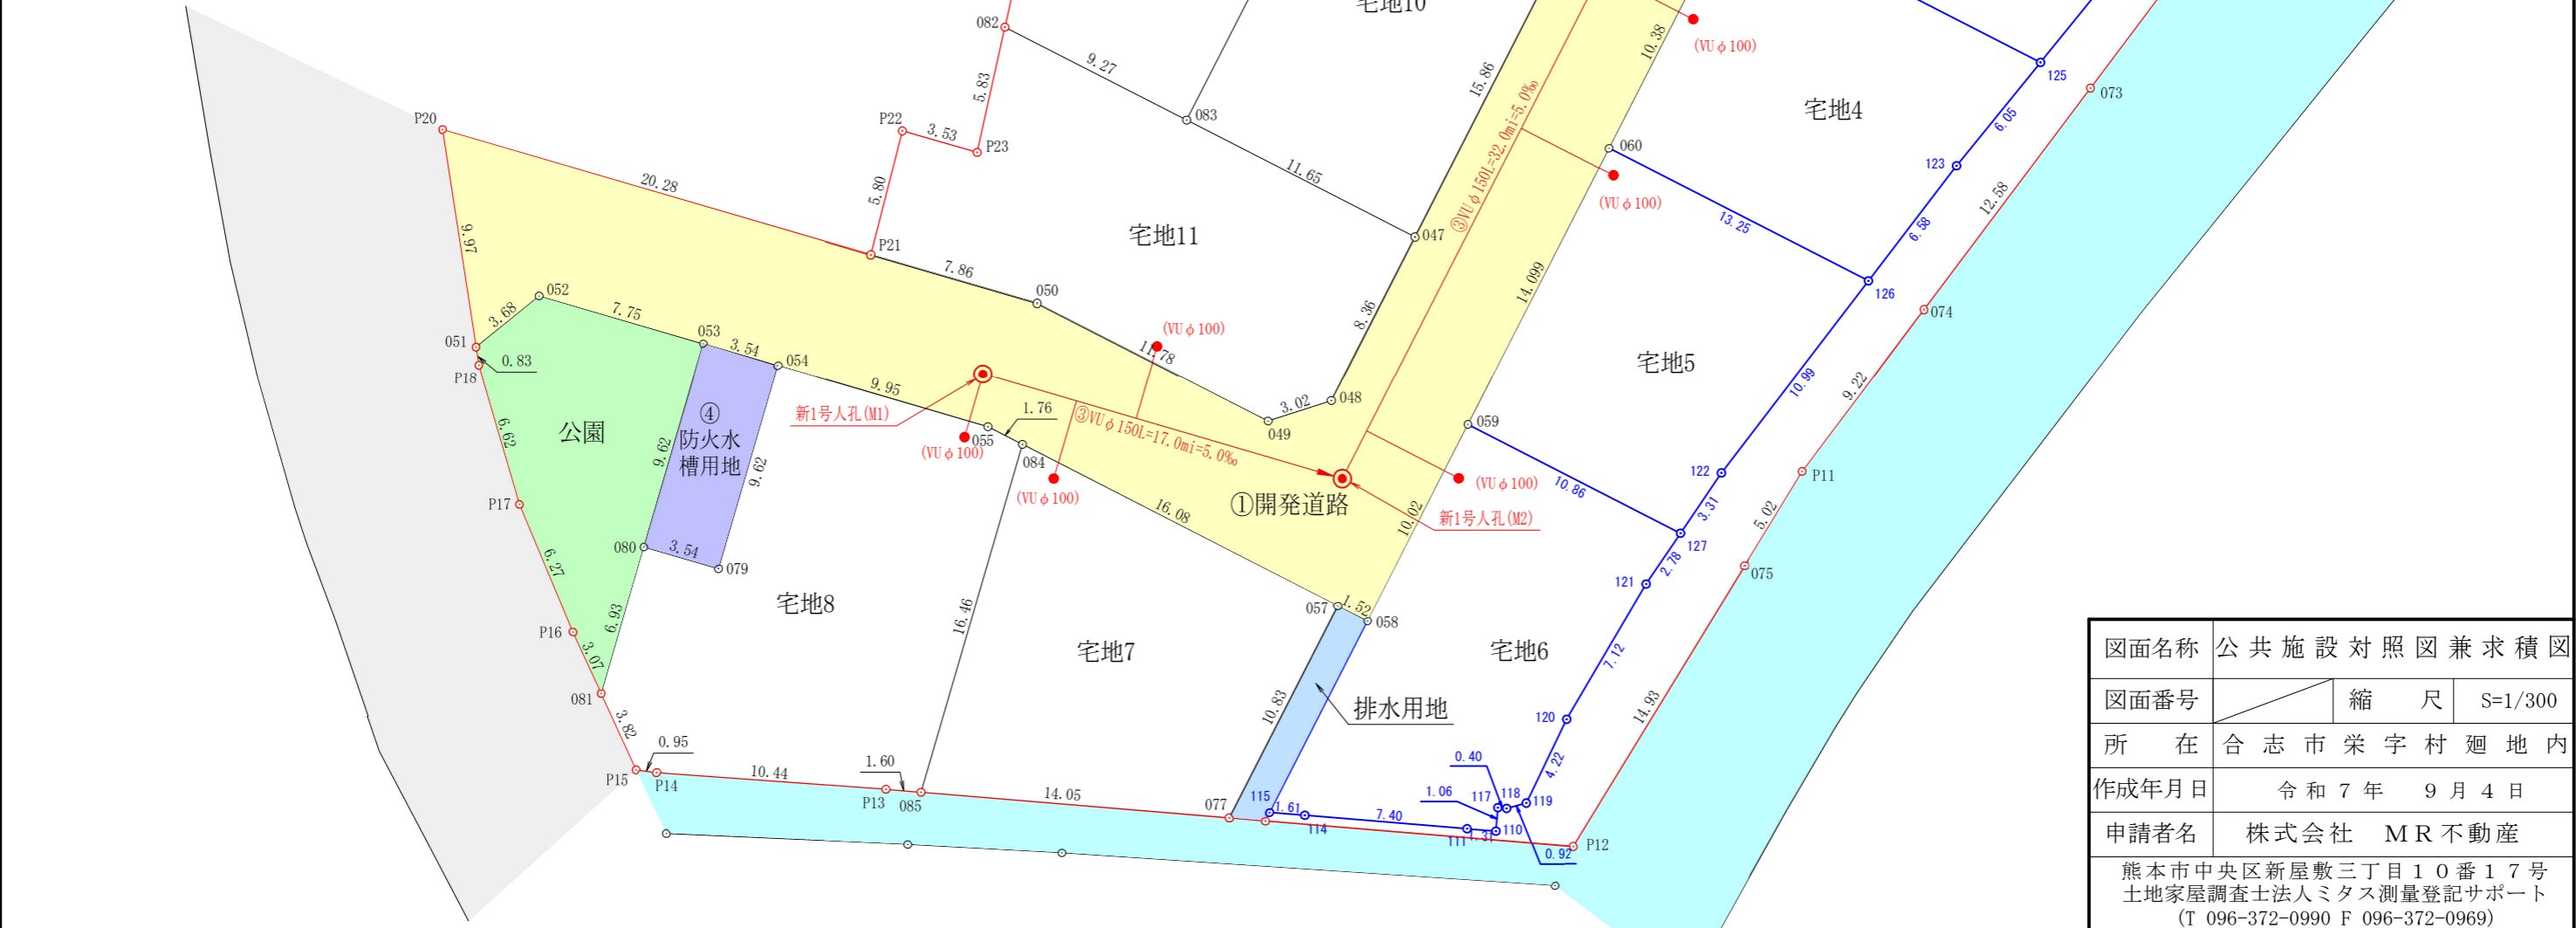 宅地10
082
9.27
5.83
083
P20
P22
3.53
P23
20.28
5.80
11.65
15.86
10.38
(VUφ100)
宅地4
125
073
6.05
123
060
③VUφ150L=32.0mi=5.0‰
(VUφ100)
13.25
6.58
12.58
宅地11
047
9.97
P21
7.86
050
14.099
126
074
052
3.68
7.75
053
051
0.83
P18
3.54
054
(VUφ100)
11.78
8.36
宅地5
10.99
9.22
9.95
新1号人孔(M1)
1.76
③VUφ150L=17.0mi=5.0‰
3.02
048
049
059
公園
④
防火水
槽用地
6.62
9.62
9.62
055
(VUφ100)
084
(VUφ100)
(VUφ100)
10.86
122
P11
3.31
P17
16.08
①開発道路
新1号人孔(M2)
10.02
5.02
127
6.27
080
3.54
079
2.78
121
075
宅地8
16.46
057
1.52
058
P16
6.93
3.07
宅地7
宅地6
7.12
081
10.83
排水用地
14.93
120
3.82
0.95
0.40
4.22
P15
P14
10.44
1.60
P13
085
14.05
077
115
1.61
114
7.40
1.06
117
118
119
111
1.31
110
0.92
P12
図面名称 公共施設対照図兼求積図
図面番号 縮尺 S=1/300
所在 合志市栄字村廻地内
作成年月日 令和7年 9月4日
申請者名 株式会社 ＭＲ不動産
熊本市中央区新屋敷三丁目１０番１７号
土地家屋調査士法人ミタス測量登記サポート
(T 096-372-0990 F 096-372-0969)